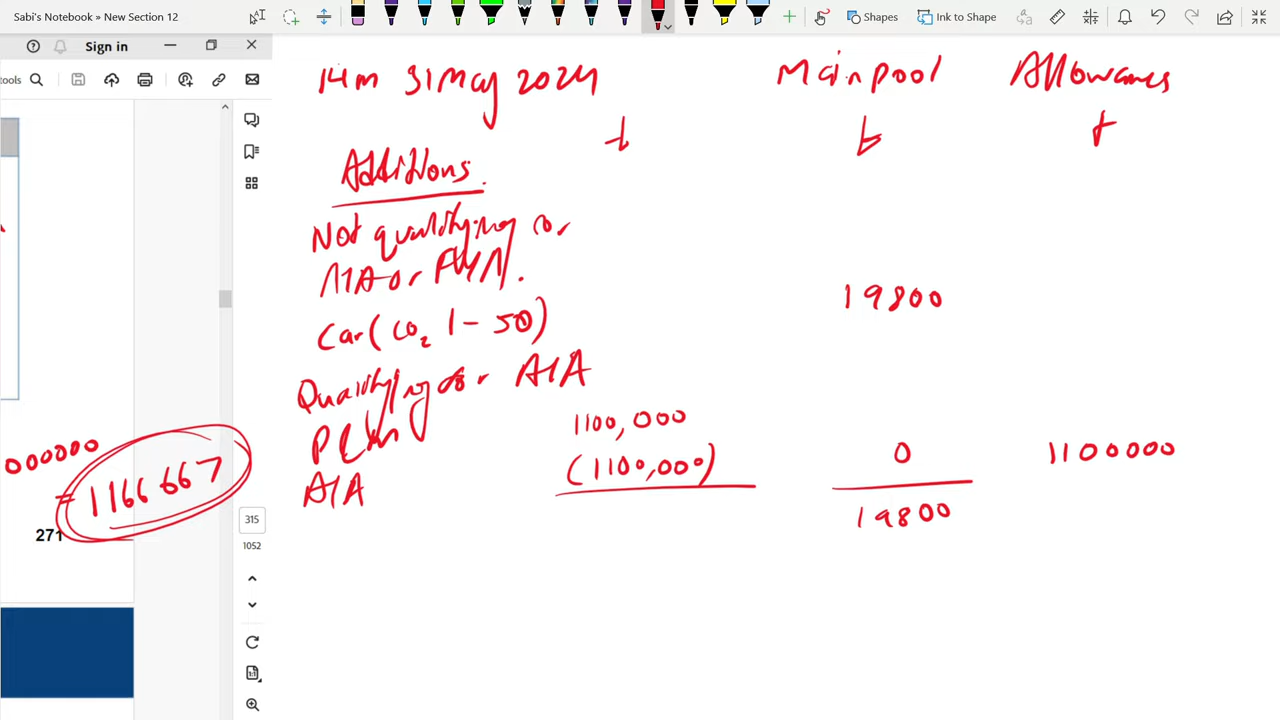 Sabi's Notebook » New Section 12
Shapes
Ink to Shape
Sign in
tools
14m 31 May 2024
Main pool
Allowances
£
£
£
Additions
Not qualifying for
AIA or FYA.
Car (CO2 1 - 50)
19800
Qualifying for AIA
Plant
1100,000
AIA
(1100,000)
0
1100000
19800
000000
= 1166667
271
315
1052